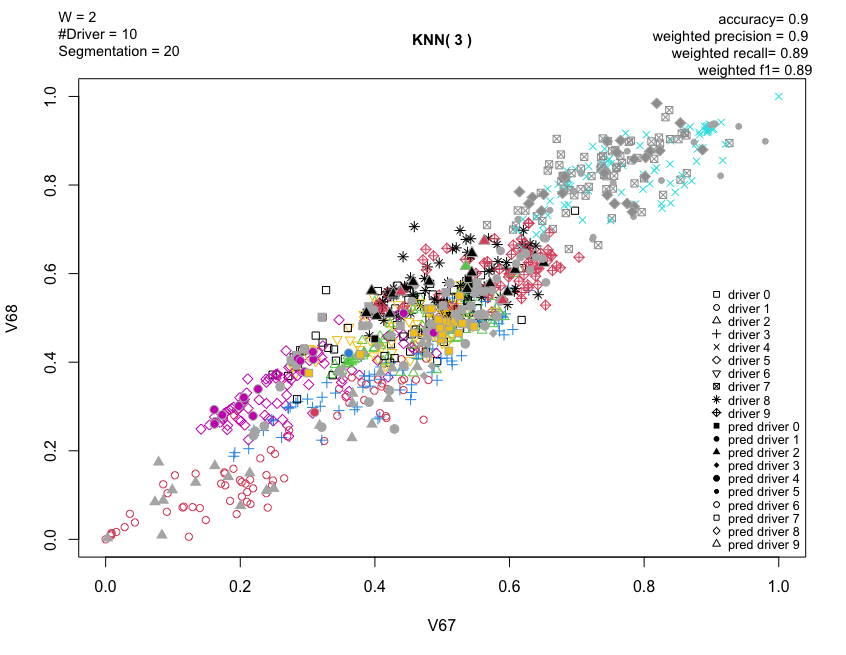 W = 2
#Driver = 10
Segmentation = 20
KNN( 3 )
accuracy= 0.9
weighted precision = 0.9
weighted recall= 0.89
weighted f1= 0.89
V68
1.0
0.8
0.6
0.4
0.2
0.0
driver 0
driver 1
driver 2
driver 3
driver 4
driver 5
driver 6
driver 7
driver 8
driver 9
pred driver 0
pred driver 1
pred driver 2
pred driver 3
pred driver 4
pred driver 5
pred driver 6
pred driver 7
pred driver 8
pred driver 9
0.0 0.2 0.4 0.6 0.8 1.0
V67